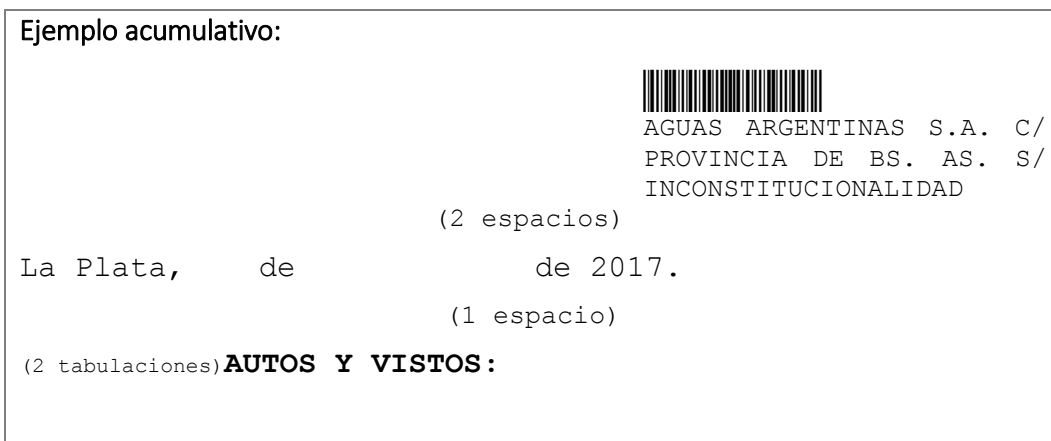 Ejemplo acumulativo:
AGUAS ARGENTINAS S.A. C/
PROVINCIA DE BS. AS. S/
INCONSTITUCIONALIDAD
(2 espacios)
La Plata, de de 2017.
(1 espacio)
(2 tabulaciones)AUTOS Y VISTOS: